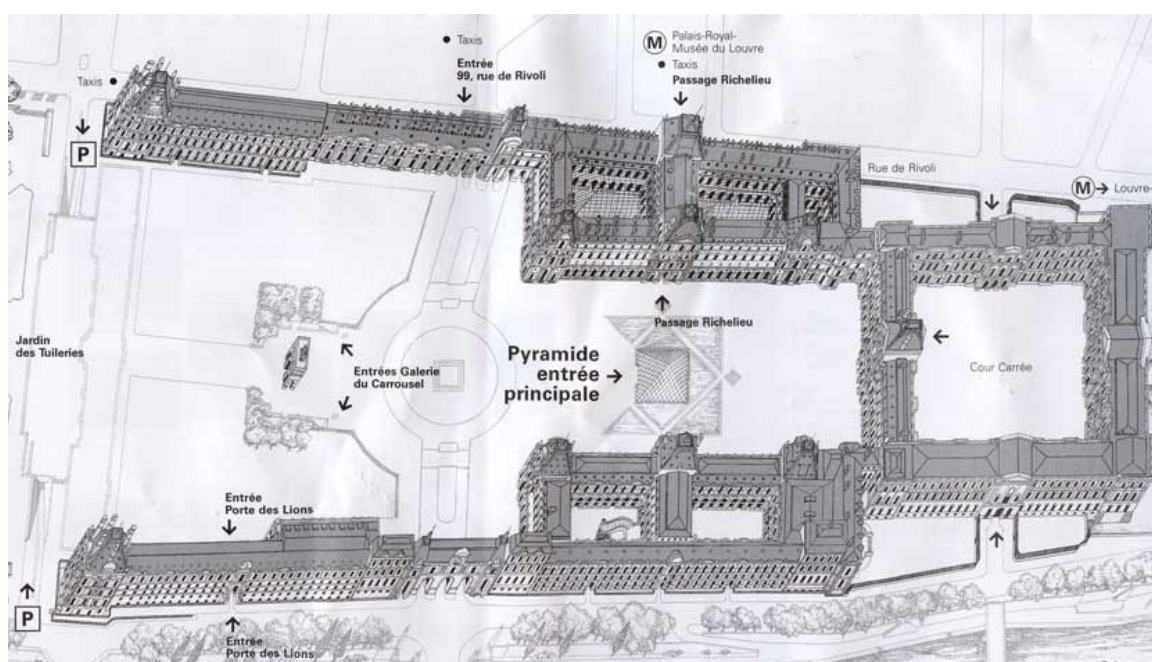 Taxis
Taxis
Entrée
99, rue de Rivoli
M
Palais-Royal-
Musée du Louvre
Taxis
Passage Richelieu
P
Rue de Rivoli
M
Louvre-
Passage Richelieu
Jardin
des Tuileries
Entrées Galerie
du Carrousel
Pyramide
entrée
principale
Cour Carrée
Entrée
Porte des Lions
P
Entrée
Porte des Lions